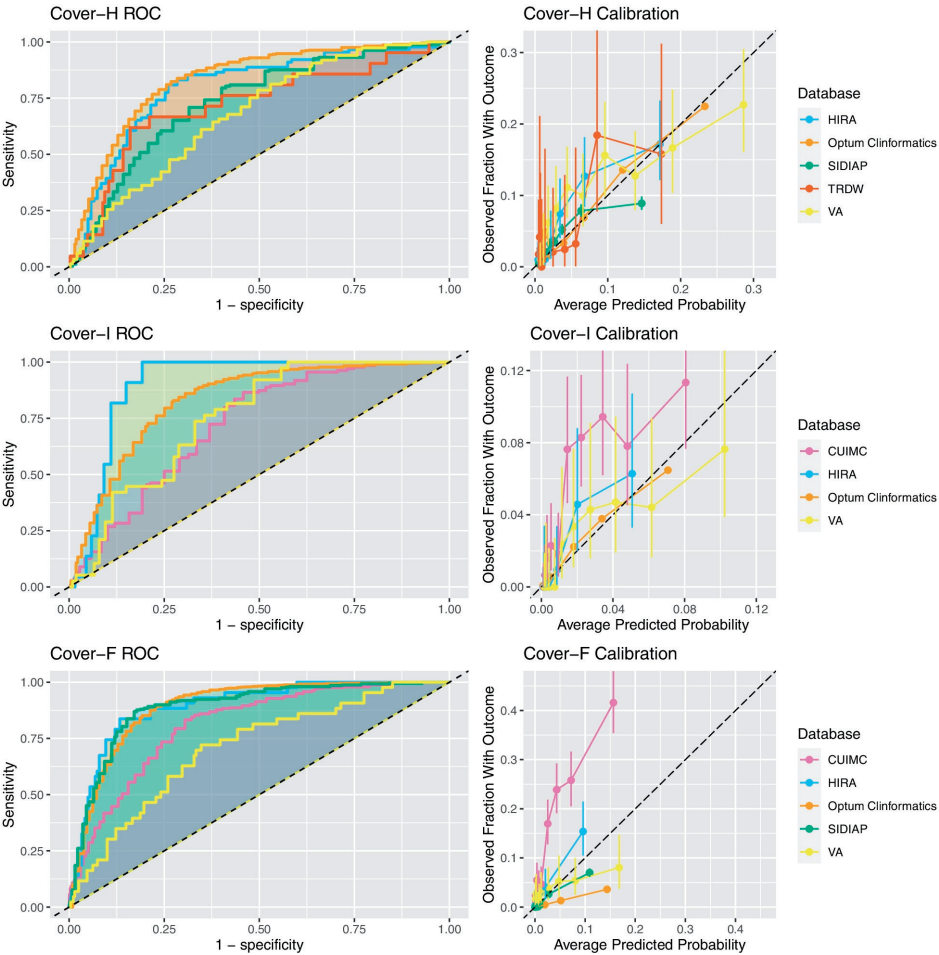 Cover−H ROC
1.00
0.75
0.50
0.25
0.00
Sensitivity
0.00 0.25 0.50 0.75 1.00
1 − specificity
Cover−H Calibration
0.3
0.2
0.1
0.0
Observed Fraction With Outcome
0.0 0.1 0.2 0.3
Average Predicted Probability
Database
HIRA
Optum Clinformatics
SIDIAP
TRDW
VA
Cover−I ROC
1.00
0.75
0.50
0.25
0.00
Sensitivity
0.00 0.25 0.50 0.75 1.00
1 − specificity
Cover−I Calibration
0.12
0.08
0.04
0.00
Observed Fraction With Outcome
0.00 0.04 0.08 0.12
Average Predicted Probability
Database
CUIMC
HIRA
Optum Clinformatics
VA
Cover−F ROC
1.00
0.75
0.50
0.25
0.00
Sensitivity
0.00 0.25 0.50 0.75 1.00
1 − specificity
Cover−F Calibration
0.4
0.3
0.2
0.1
0.0
Observed Fraction With Outcome
0.0 0.1 0.2 0.3 0.4
Average Predicted Probability
Database
CUIMC
HIRA
Optum Clinformatics
SIDIAP
VA